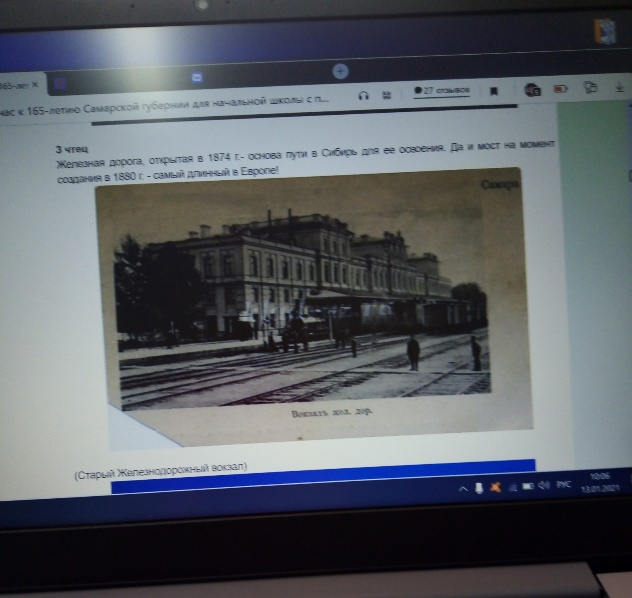 165-лет
час к 165-летию Самарской губернии для начальной школы с п...
27 отзывов
3 чтец
Железная дорога, открытая в 1874 г.- основа пути в Сибирь для ее освоения. Да и мост на момент
создания в 1880 г. - самый длинный в Европе!
Самара
Вокзалъ жел. дор.
(Старый Железнодорожный вокзал)
РУС
10:06
13.01.2021